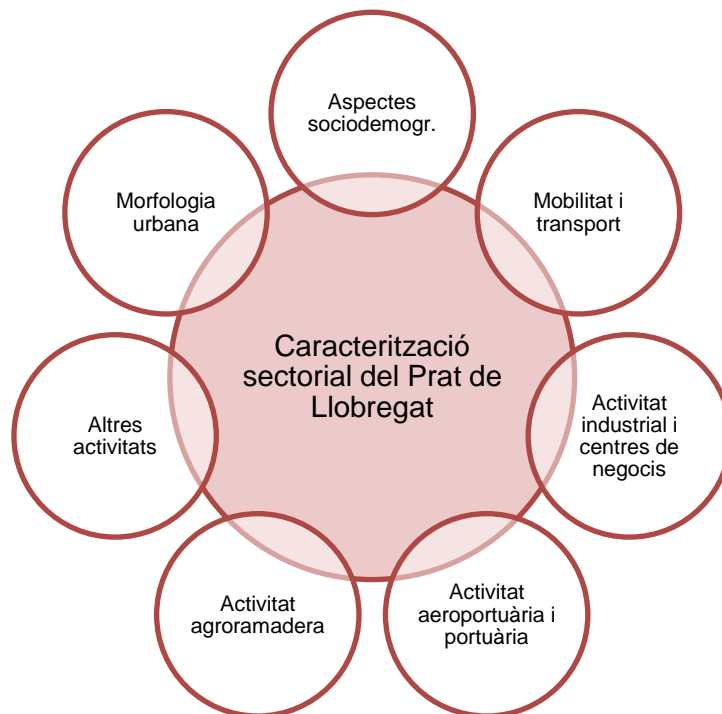 Aspectes
sociodemogr.
Morfologia
urbana
Mobilitat i
transport
Caracterització
sectorial del Prat de
Llobregat
Altres
activitats
Activitat
industrial i
centres de
negocis
Activitat
agroramadera
Activitat
aeroportuària i
portuària